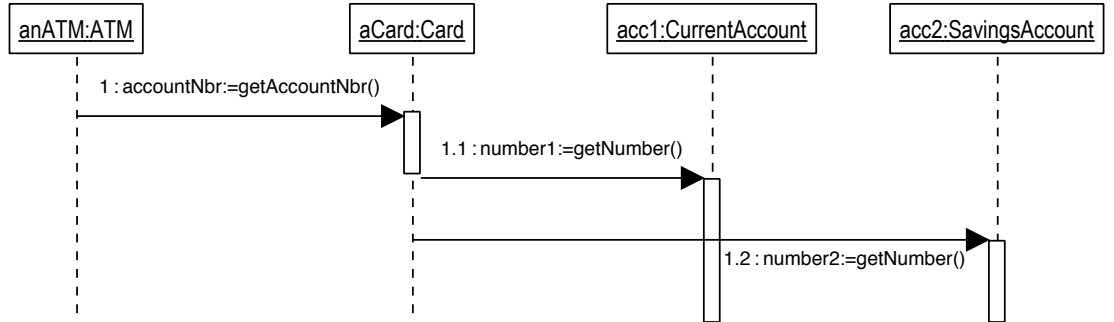 anATM:ATM
aCard:Card
acc1:CurrentAccount
acc2:SavingsAccount
1 : accountNbr:=getAccountNbr()
1.1 : number1:=getNumber()
1.2 : number2:=getNumber()